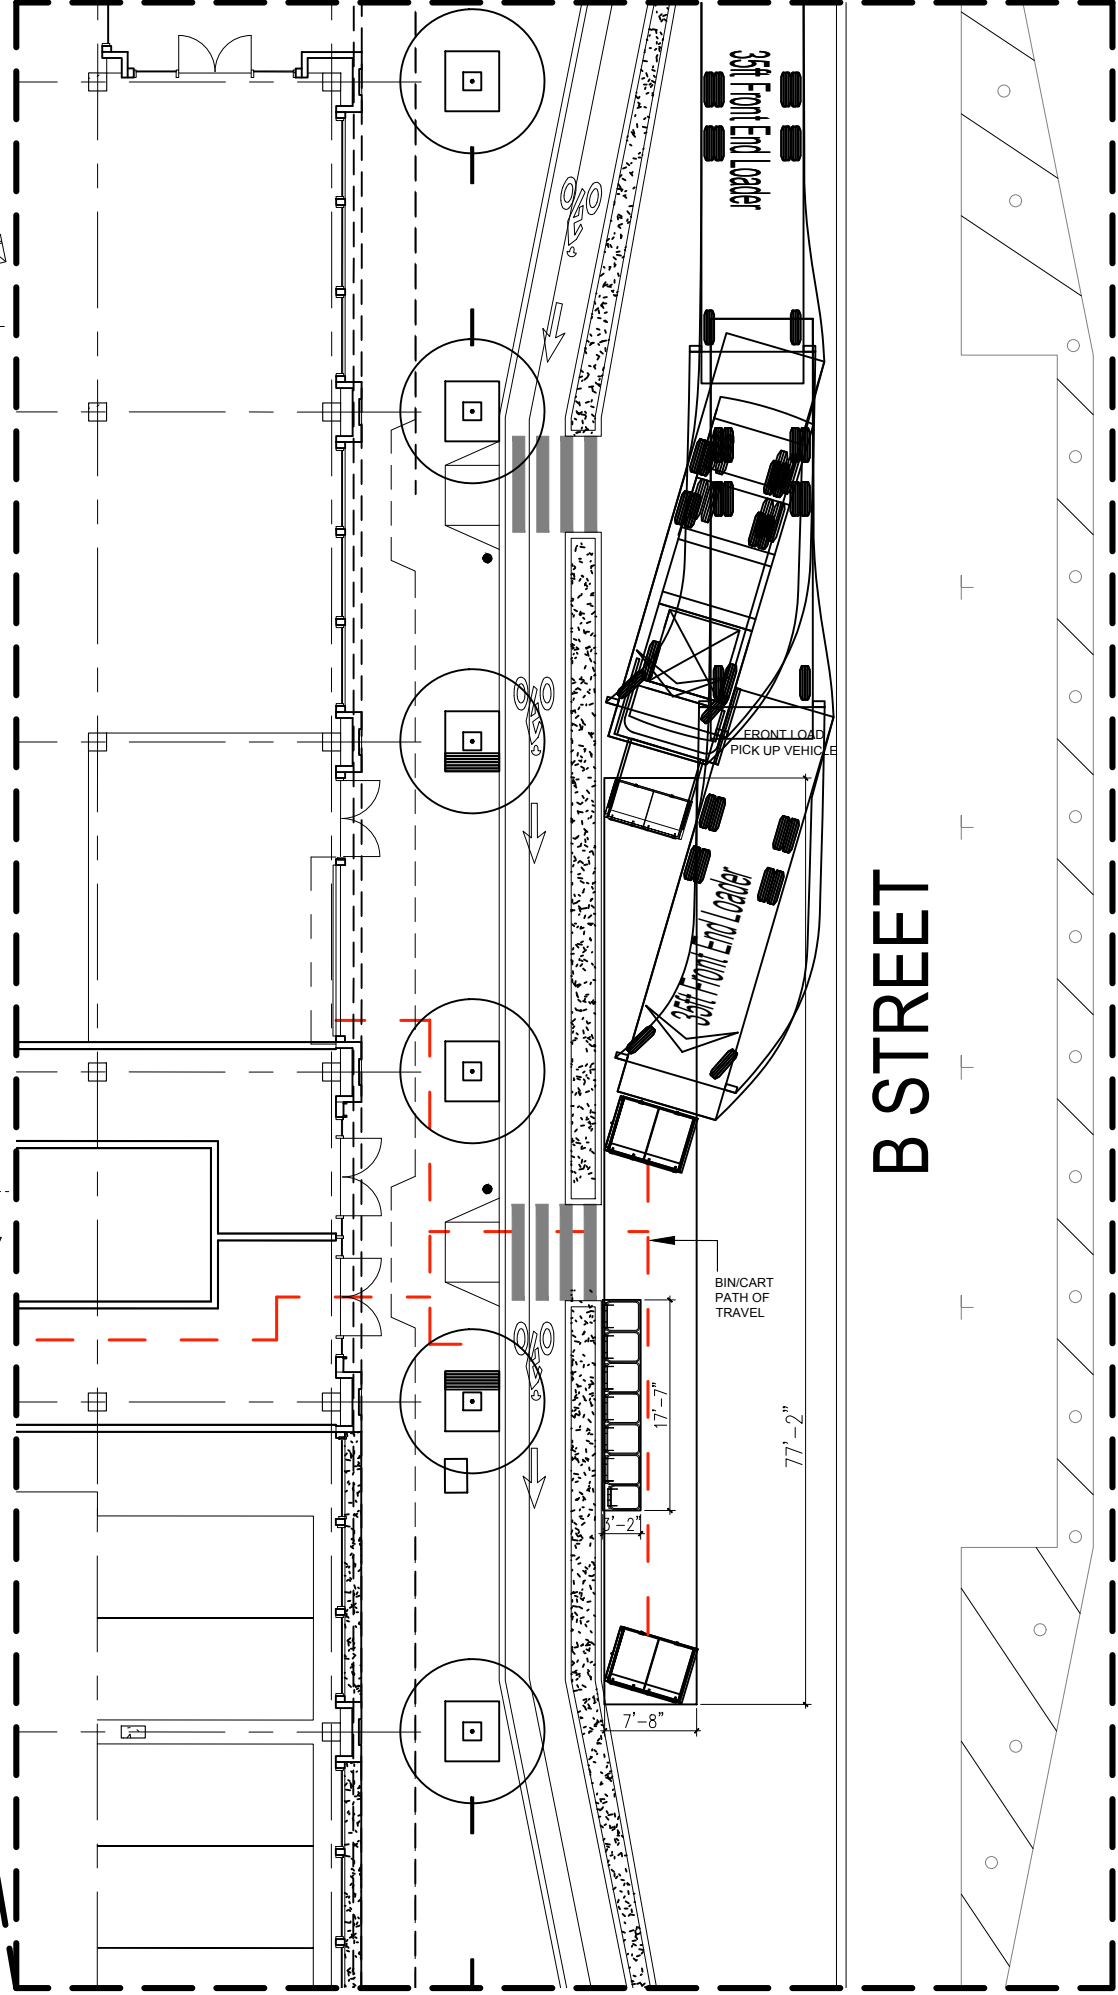 35ft Front End Loader
FRONT LOAD
PICK UP VEHICLE
35ft Front End Loader
B STREET
BIN/CART
PATH OF
TRAVEL
17'-7"
77'-2"
3'-2"
7'-8"